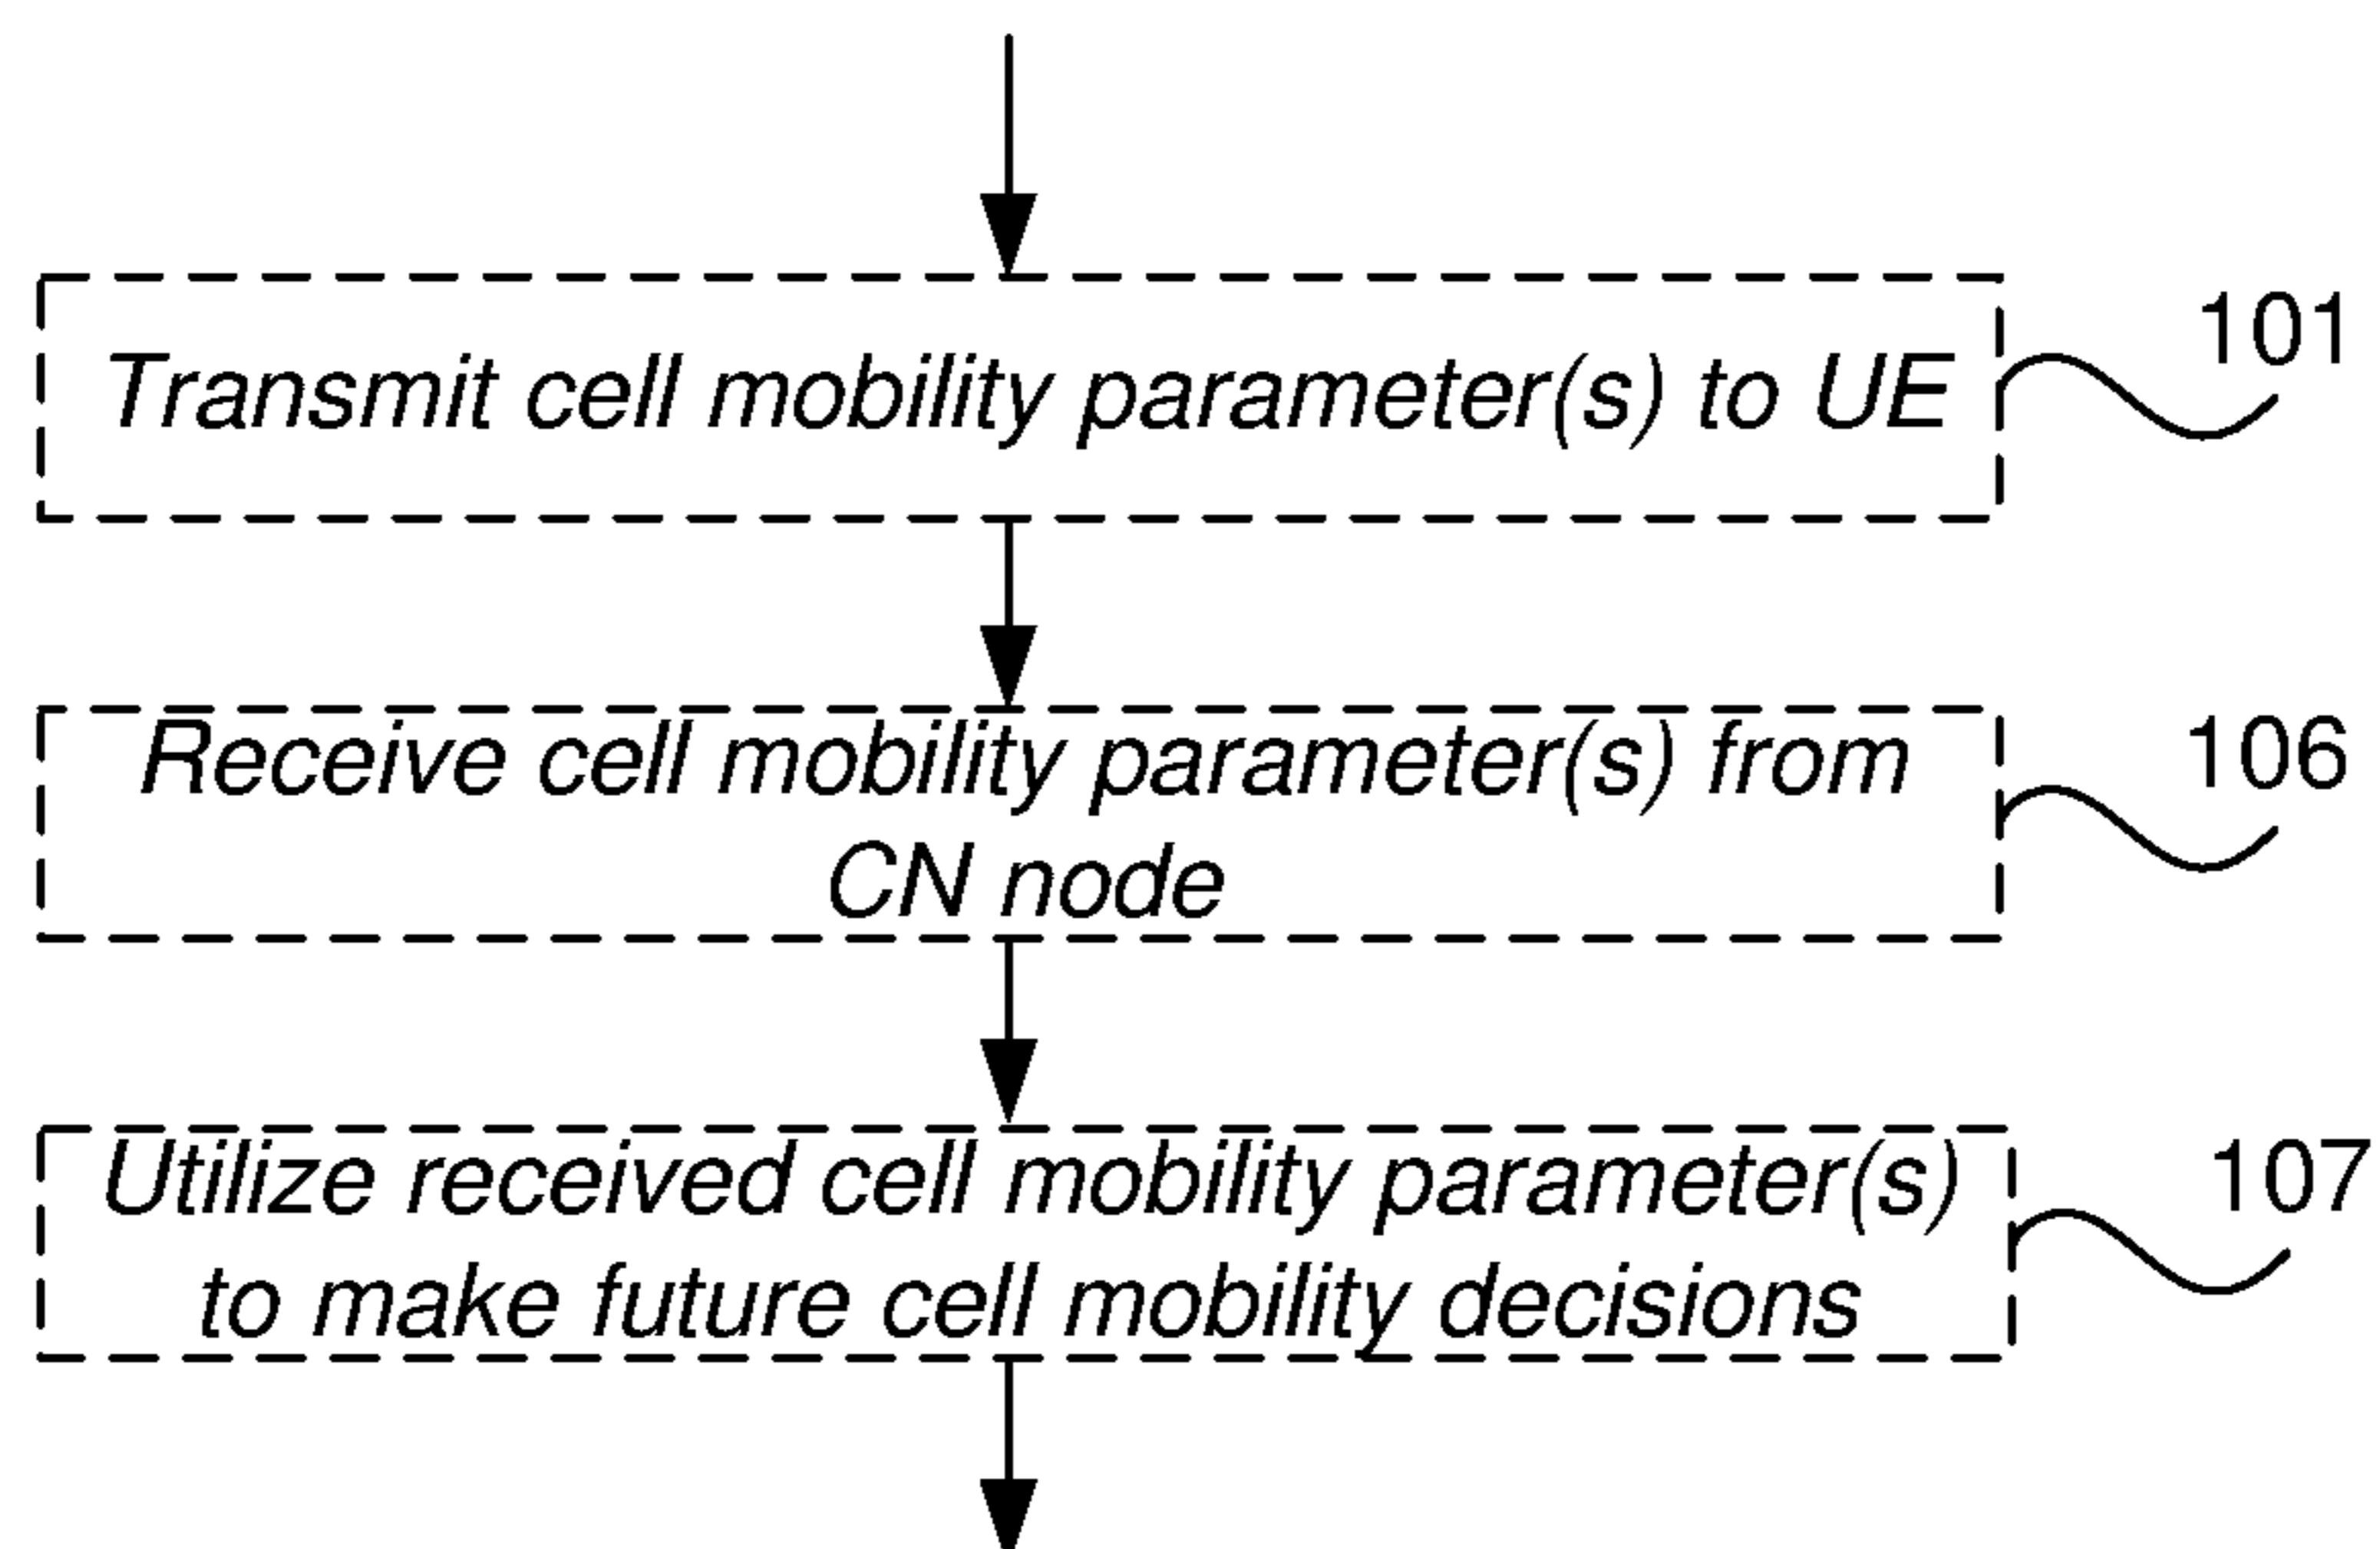 101
Transmit cell mobility parameter(s) to UE
106
Receive cell mobility parameter(s) from
CN node
107
Utilize received cell mobility parameter(s)
to make future cell mobility decisions